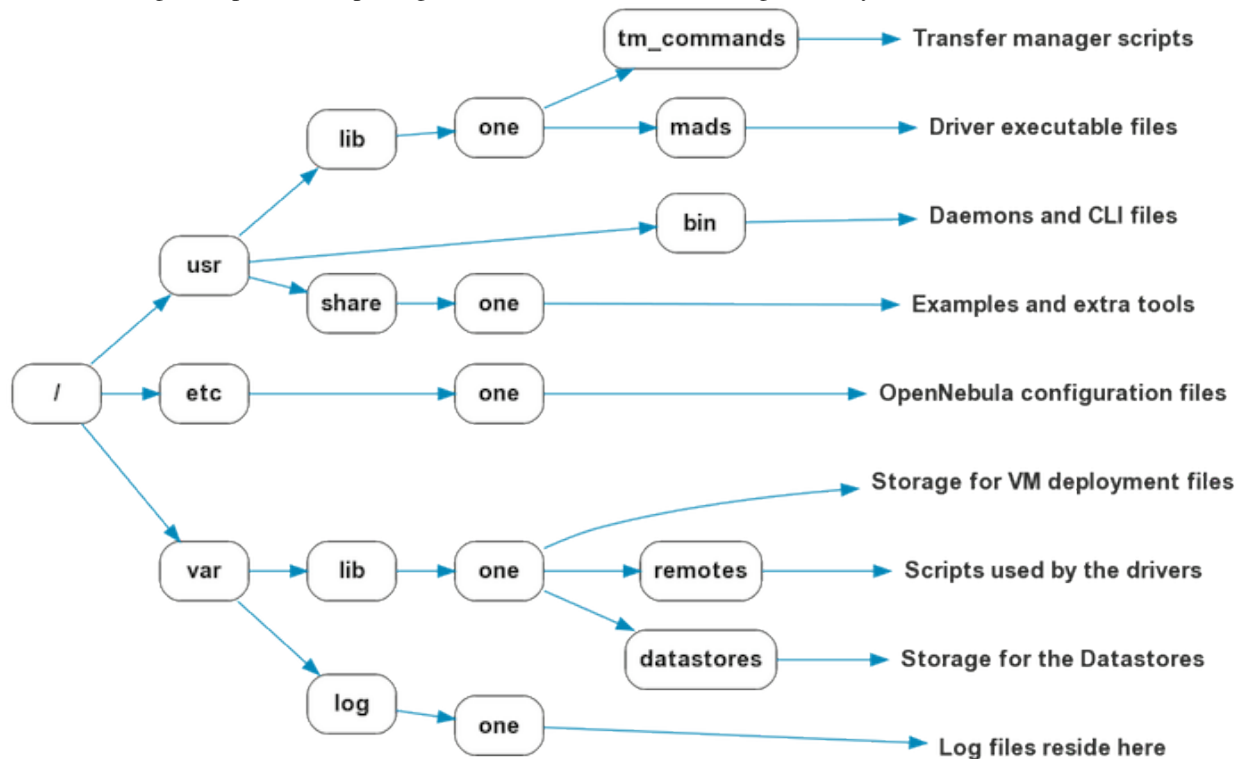 tm_commands
Transfer manager scripts
lib
one
mads
Driver executable files
bin
Daemons and CLI files
usr
share
one
Examples and extra tools
/
etc
one
OpenNebula configuration files
Storage for VM deployment files
var
lib
one
remotes
Scripts used by the drivers
datastores
Storage for the Datastores
log
one
Log files reside here